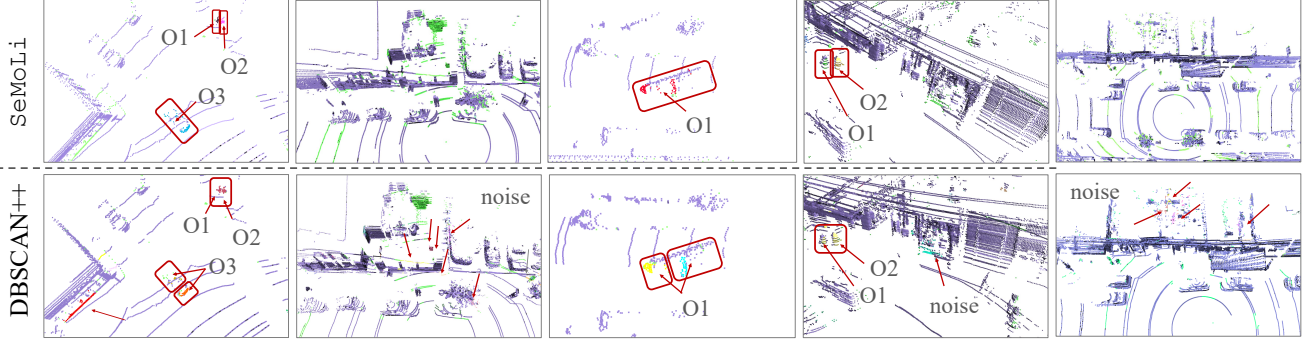 SeMoLi
O1
O2
O3
O1
O2
O1
DBSCAN++
O1
O2
O3
noise
O1
O2
O1
noise
noise